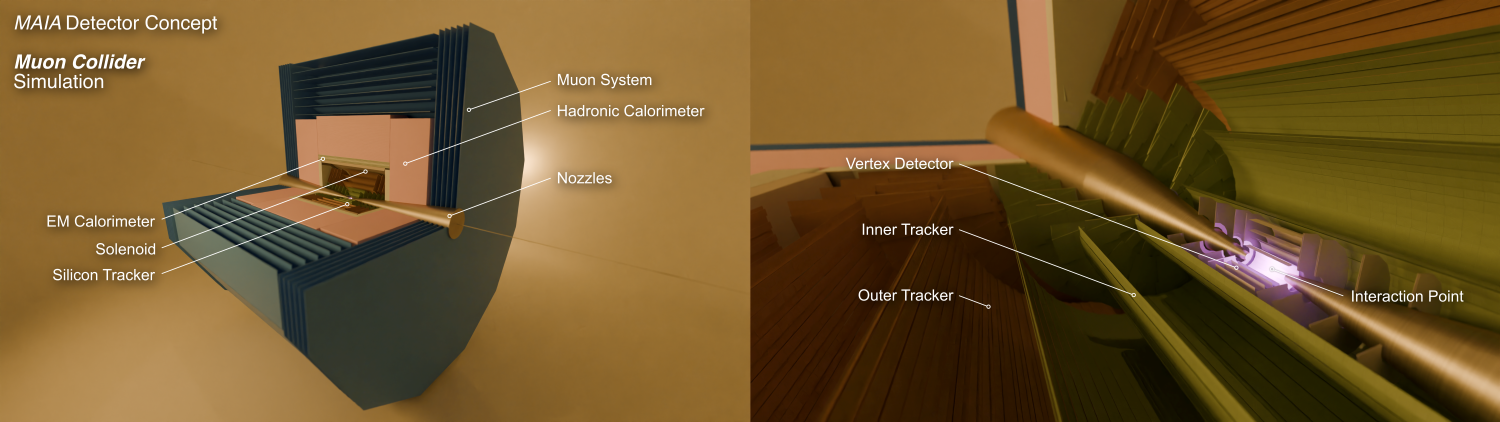 MAIA Detector Concept
Muon Collider
Simulation
Muon System
Hadronic Calorimeter
Nozzles
EM Calorimeter
Solenoid
Silicon Tracker
Vertex Detector
Inner Tracker
Outer Tracker
Interaction Point